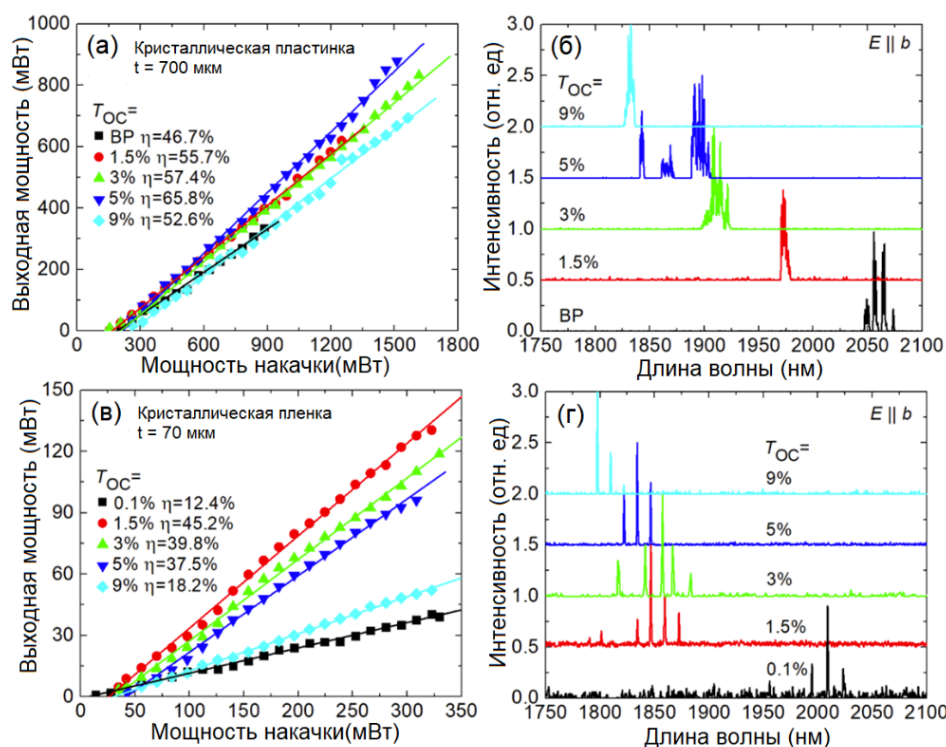 (а)
Кристаллическая пластинка
t = 700 мкм
TOC=
BP η=46.7%
1.5% η=55.7%
3% η=57.4%
5% η=65.8%
9% η=52.6%
Выходная мощность (мВт)
1000
800
600
400
200
0
0 300 600 900 1200 1500 1800
Мощность накачки(мВт)
(б)
E || b
TOC=
9%
5%
3%
1.5%
BP
Интенсивность (отн. ед)
3.0
2.5
2.0
1.5
1.0
0.5
0.0
1750 1800 1850 1900 1950 2000 2050 2100
Длина волны (нм)
(в)
Кристаллическая пленка
t = 70 мкм
TOC=
0.1% η=12.4%
1.5% η=45.2%
3% η=39.8%
5% η=37.5%
9% η=18.2%
Выходная мощность (мВт)
150
120
90
60
30
0
0 50 100 150 200 250 300 350
Мощность накачки(мВт)
(г)
E || b
TOC=
9%
5%
3%
1.5%
0.1%
Интенсивность (отн. ед)
3.0
2.5
2.0
1.5
1.0
0.5
0.0
1750 1800 1850 1900 1950 2000 2050 2100
Длина волны (нм)